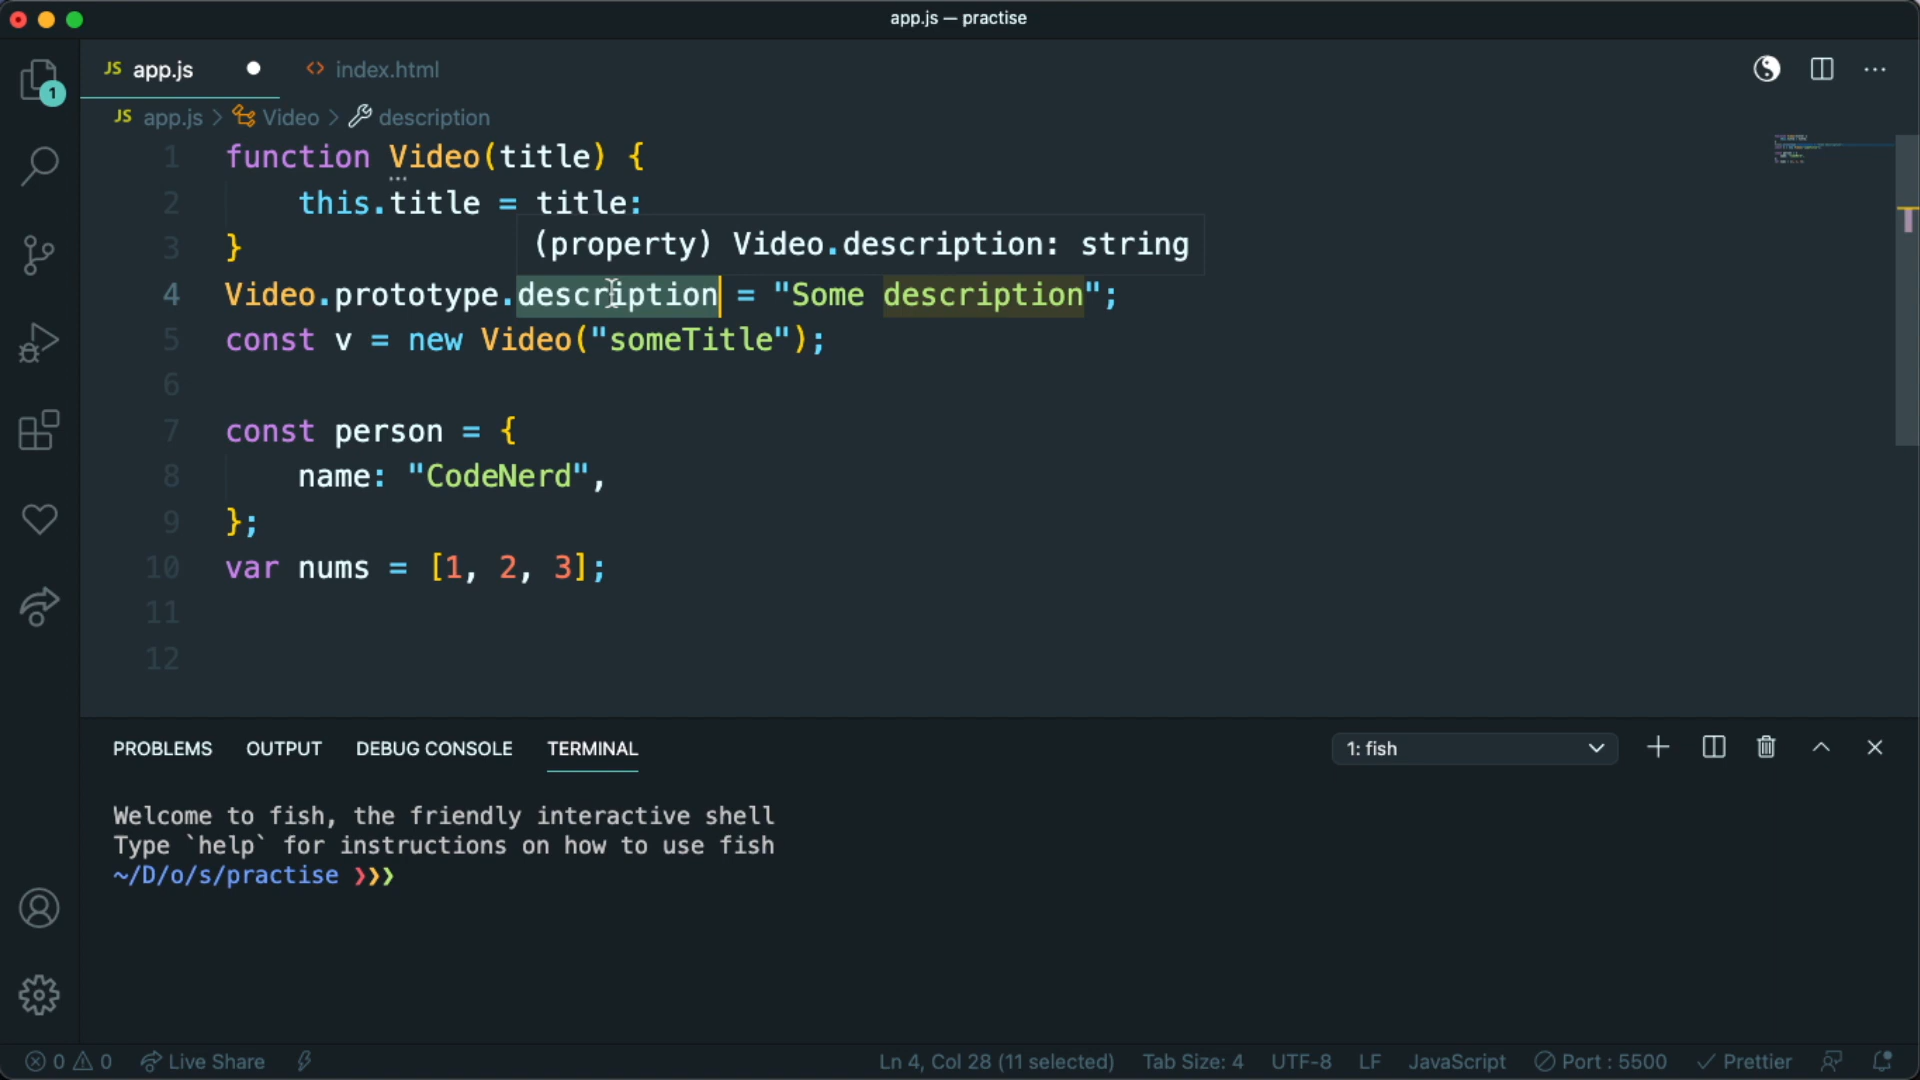 app.js — practise
JS app.js ● <> index.html
1
JS app.js > Video > description
1 function Video(title) {
2 this.title = title:
3 }
(property) Video.description: string
4 Video.prototype.description = "Some description";
5 const v = new Video("someTitle");
6
7 const person = {
8 name: "CodeNerd",
9 };
10 var nums = [1, 2, 3];
11
12
PROBLEMS OUTPUT DEBUG CONSOLE TERMINAL 1: fish
Welcome to fish, the friendly interactive shell
Type `help` for instructions on how to use fish
~/D/o/s/practise ❯❯❯
0 0 Live Share Ln 4, Col 28 (11 selected) Tab Size: 4 UTF-8 LF JavaScript Port : 5500 Prettier